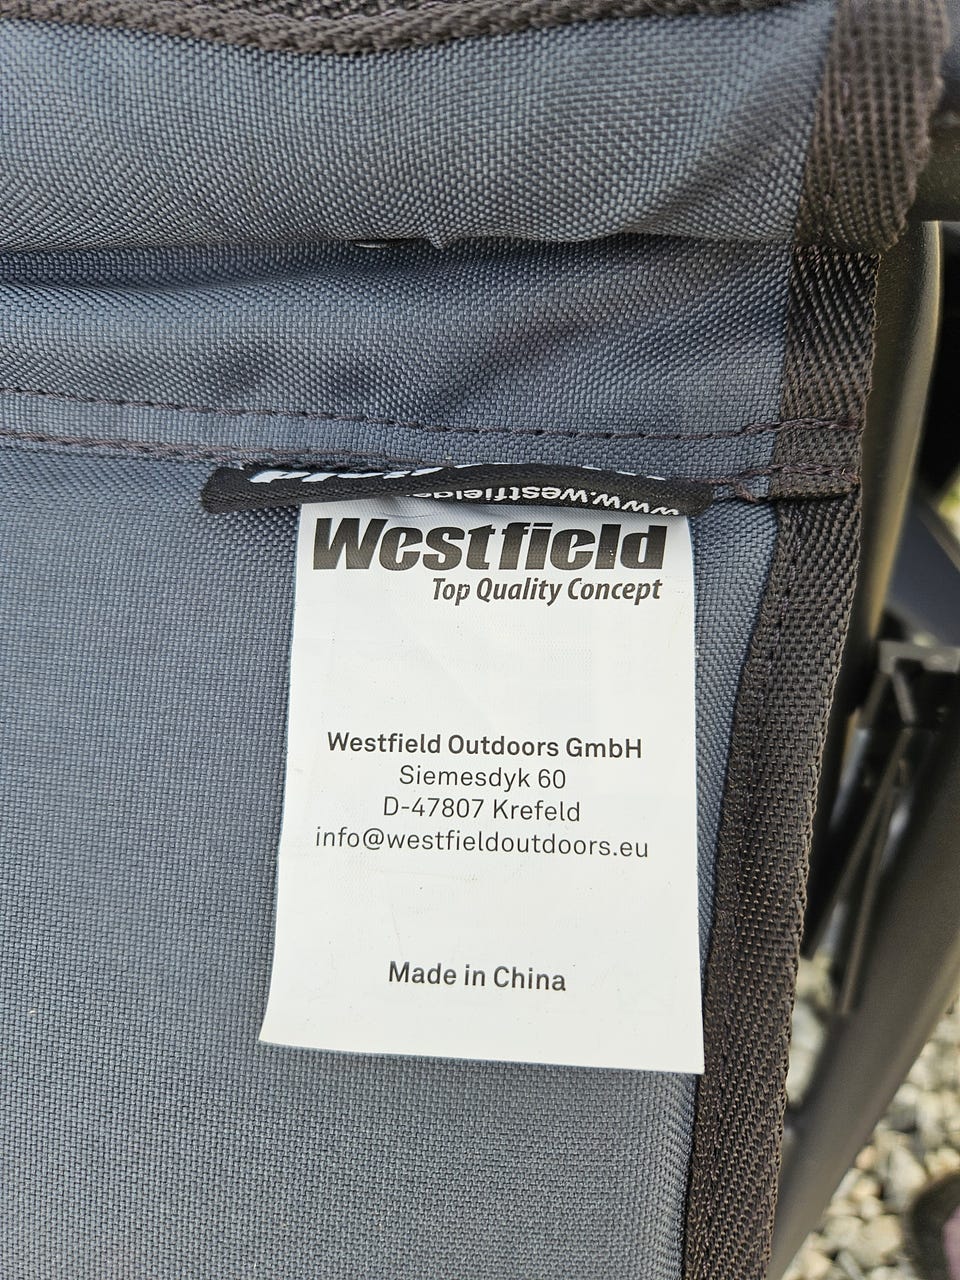 Westfield
Top Quality Concept
Westfield Outdoors GmbH
Siemesdyk 60
D-47807 Krefeld
info@westfieldoutdoors.eu
Made in China